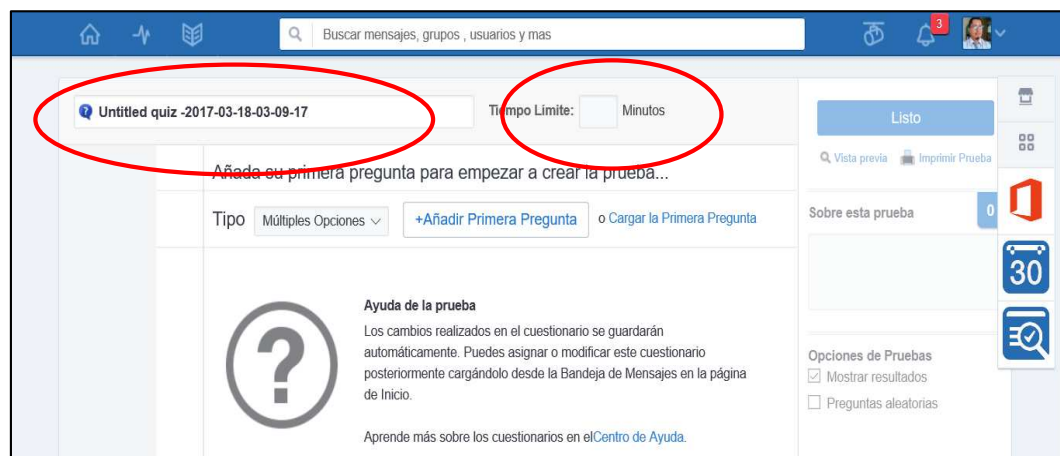 Buscar mensajes, grupos , usuarios y mas
3
Untitled quiz -2017-03-18-03-09-17
Tiempo Límite: Minutos
Listo
Vista previa Imprimir Prueba
Añada su primera pregunta para empezar a crear la prueba...
Tipo Múltiples Opciones +Añadir Primera Pregunta o Cargar la Primera Pregunta
Sobre esta prueba 0
30
Ayuda de la prueba
Los cambios realizados en el cuestionario se guardarán
automáticamente. Puedes asignar o modificar este cuestionario
posteriormente cargándolo desde la Bandeja de Mensajes en la página
de Inicio.
Aprende más sobre los cuestionarios en elCentro de Ayuda.
Opciones de Pruebas
Mostrar resultados
Preguntas aleatorias